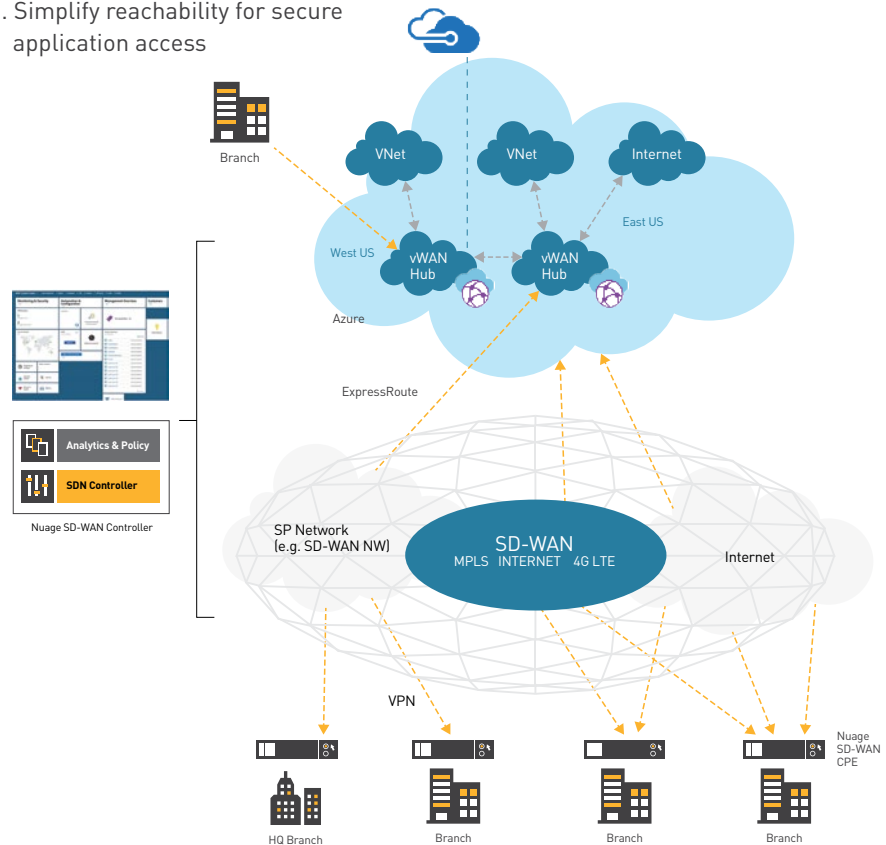 . Simplify reachability for secure
application access
Branch
VNet
VNet
Internet
East US
West US
vWAN
Hub
vWAN
Hub
Azure
ExpressRoute
Analytics & Policy
SDN Controller
Nuage SD-WAN Controller
SP Network
(e.g. SD-WAN NW)
SD-WAN
MPLS INTERNET 4G LTE
Internet
VPN
Nuage
SD-WAN
CPE
HQ Branch
Branch
Branch
Branch